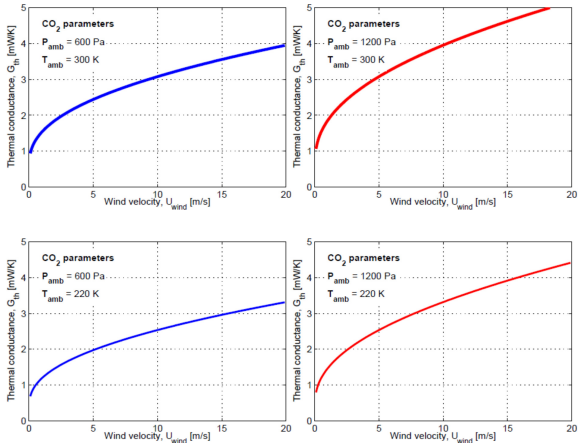 CO2 parameters
Pamb = 600 Pa
Tamb = 300 K
Thermal conductance, Gth [mW/K]
0
1
2
3
4
5
0 5 10 15 20
Wind velocity, Uwind [m/s]
CO2 parameters
Pamb = 1200 Pa
Tamb = 300 K
Thermal conductance, Gth [mW/K]
0
1
2
3
4
5
0 5 10 15 20
Wind velocity, Uwind [m/s]
CO2 parameters
Pamb = 600 Pa
Tamb = 220 K
Thermal conductance, Gth [mW/K]
0
1
2
3
4
5
0 5 10 15 20
Wind velocity, Uwind [m/s]
CO2 parameters
Pamb = 1200 Pa
Tamb = 220 K
Thermal conductance, Gth [mW/K]
0
1
2
3
4
5
0 5 10 15 20
Wind velocity, Uwind [m/s]